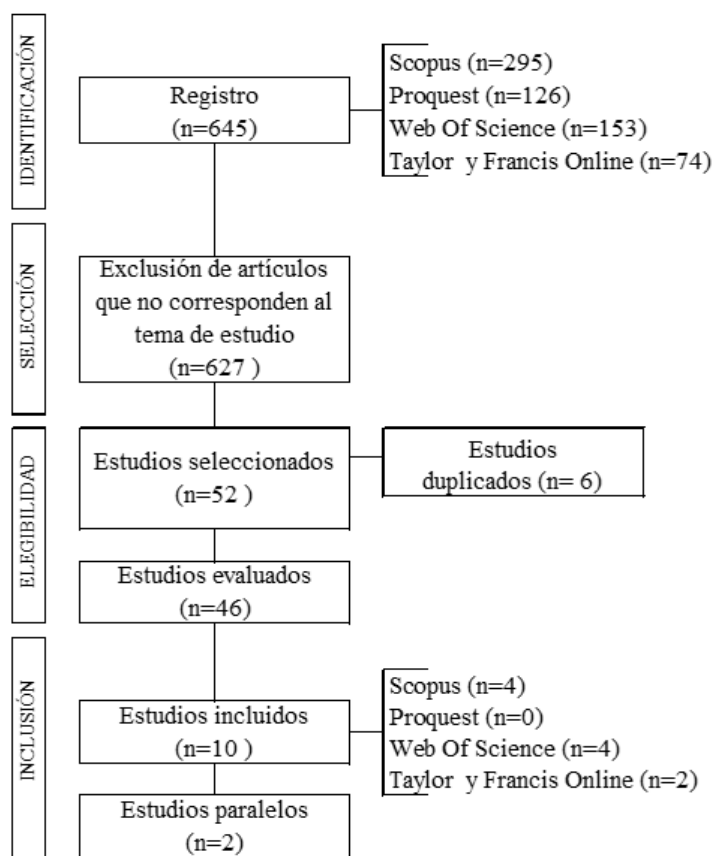 IDENTIFICACIÓN
Registro
(n=645)
Scopus (n=295)
Proquest (n=126)
Web Of Science (n=153)
Taylor y Francis Online (n=74)
SELECCIÓN
Exclusión de artículos
que no corresponden al
tema de estudio
(n=627 )
ELEGIBILIDAD
Estudios seleccionados
(n=52 )
Estudios
duplicados (n= 6)
Estudios evaluados
(n=46)
INCLUSIÓN
Estudios incluidos
(n=10 )
Scopus (n=4)
Proquest (n=0)
Web Of Science (n=4)
Taylor y Francis Online (n=2)
Estudios paralelos
(n=2)